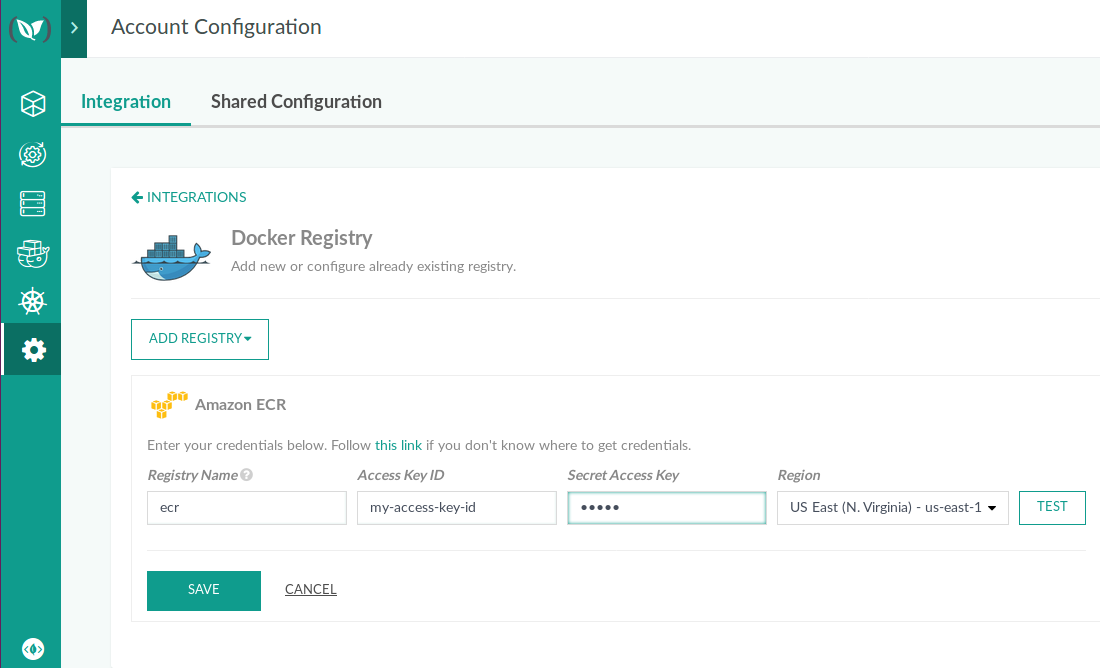 Account Configuration
Integration Shared Configuration
INTEGRATIONS
Docker Registry
Add new or configure already existing registry.
ADD REGISTRY
Amazon ECR
Enter your credentials below. Follow this link if you don't know where to get credentials.
Registry Name ? Access Key ID Secret Access Key Region
ecr my-access-key-id ••••• US East (N. Virginia) - us-east-1 TEST
SAVE CANCEL